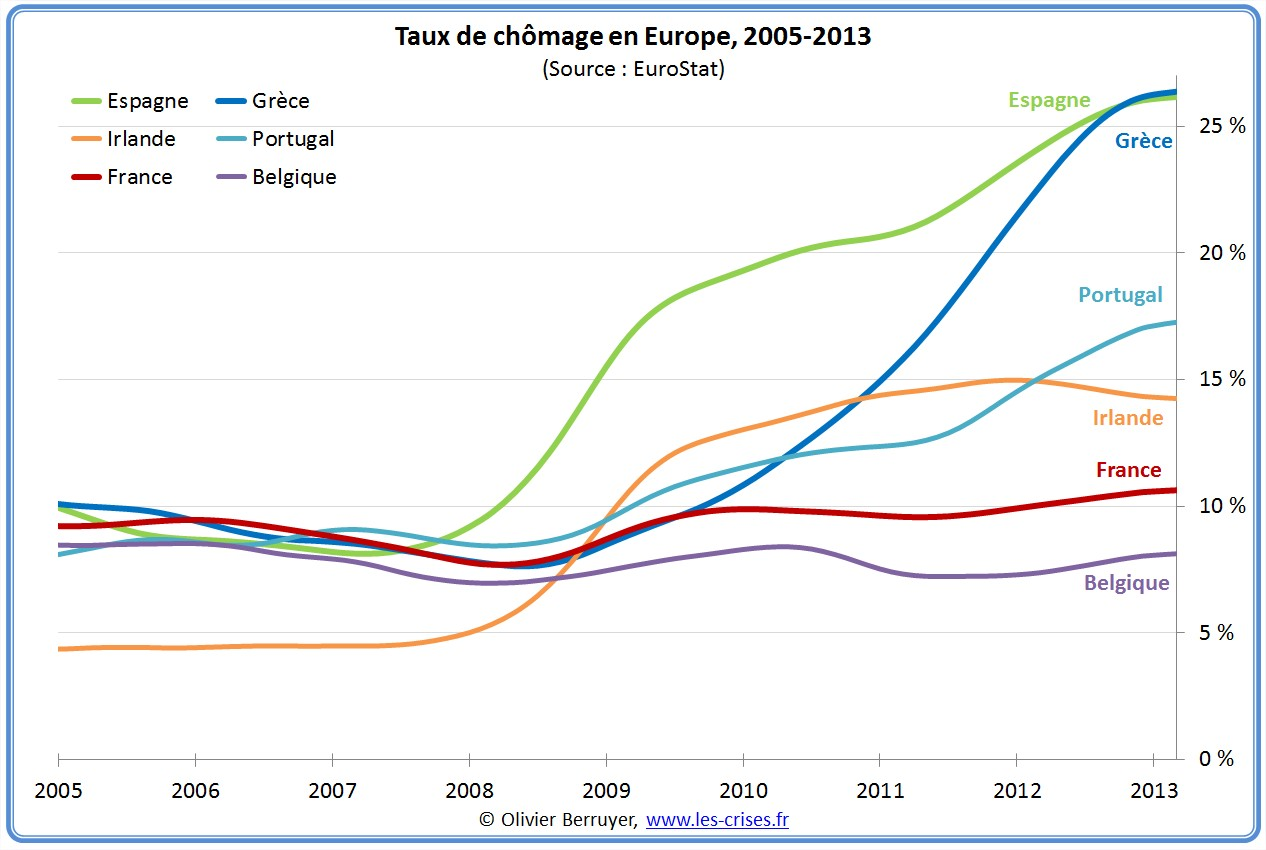 Taux de chômage en Europe, 2005-2013
(Source : EuroStat)
Espagne Grèce
Irlande Portugal
France Belgique
Espagne
25 %
Grèce
20 %
Portugal
15 %
Irlande
France
10 %
Belgique
5 %
0 %
2005 2006 2007 2008 2009 2010 2011 2012 2013
© Olivier Berruyer, www.les-crises.fr